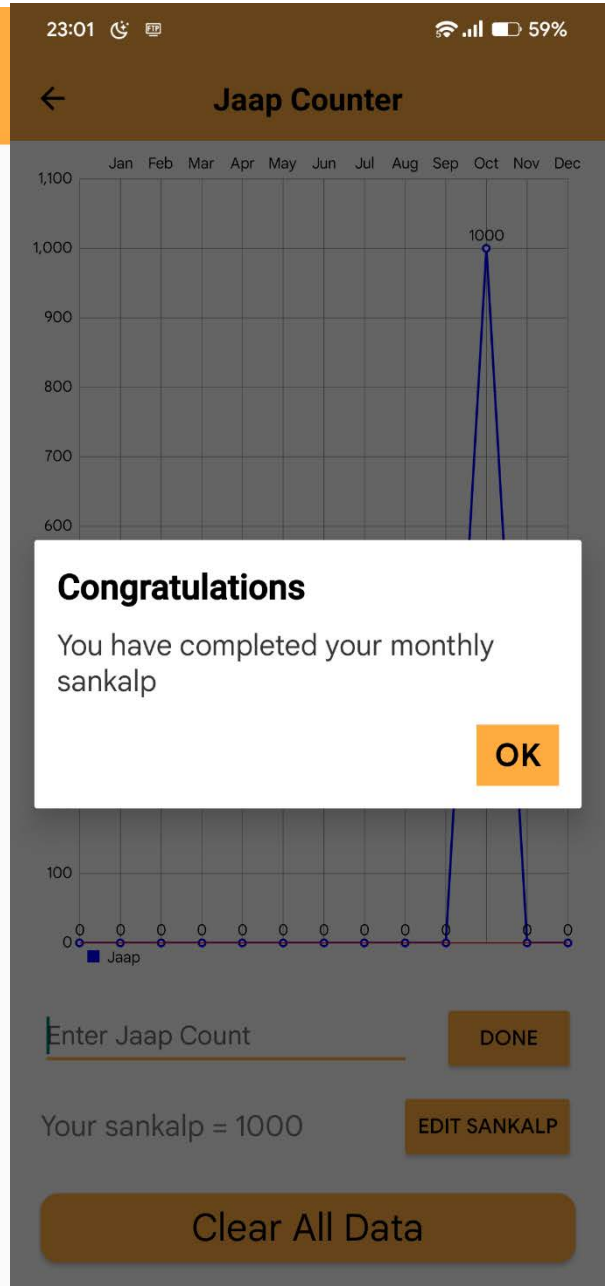 23:01 FTP 59%
Jaap Counter
Jan Feb Mar Apr May Jun Jul Aug Sep Oct Nov Dec
1,100
1000
1,000
900
800
700
600
Congratulations
You have completed your monthly
sankalp
OK
100
0 0 0 0 0 0 0 0 0 0 0 0
Jaap
Enter Jaap Count DONE
Your sankalp = 1000 EDIT SANKALP
Clear All Data